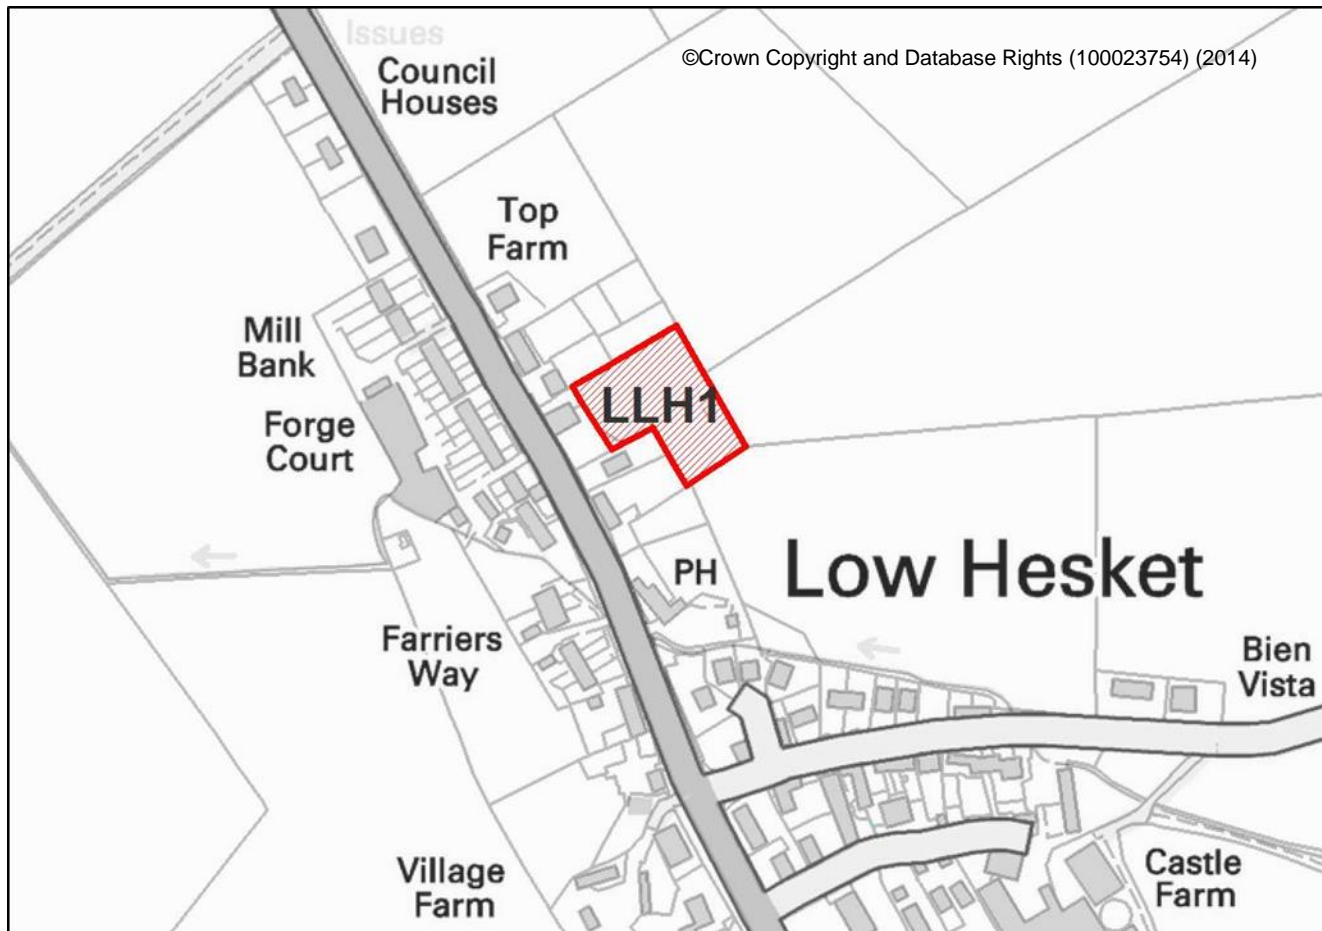 Issues
©Crown Copyright and Database Rights (100023754) (2014)
Council
Houses
Top
Farm
Mill
Bank
LLH1
Forge
Court
Low Hesket
PH
Farriers
Way
Bien
Vista
Village
Farm
Castle
Farm